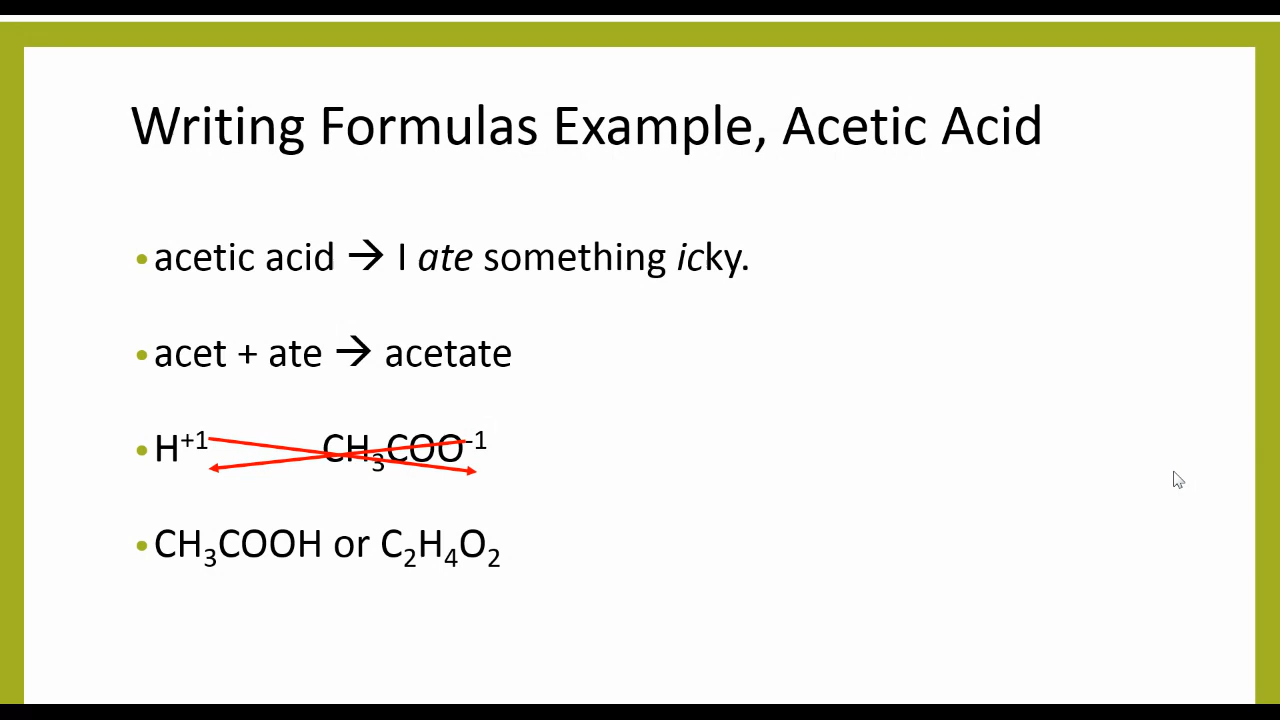 Writing Formulas Example, Acetic Acid
• acetic acid → I ate something icky.
• acet + ate → acetate
• H⁺¹ CH₃COO⁻¹
• CH₃COOH or C₂H₄O₂